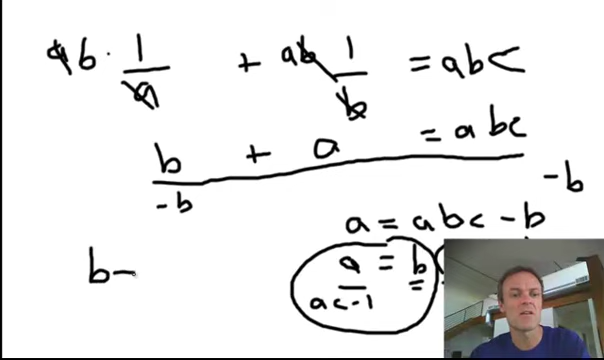 ab · 1/a + ab 1/b = abc
b + a = abc
-b -b
a = abc - b
a/ac-1 = b
b-